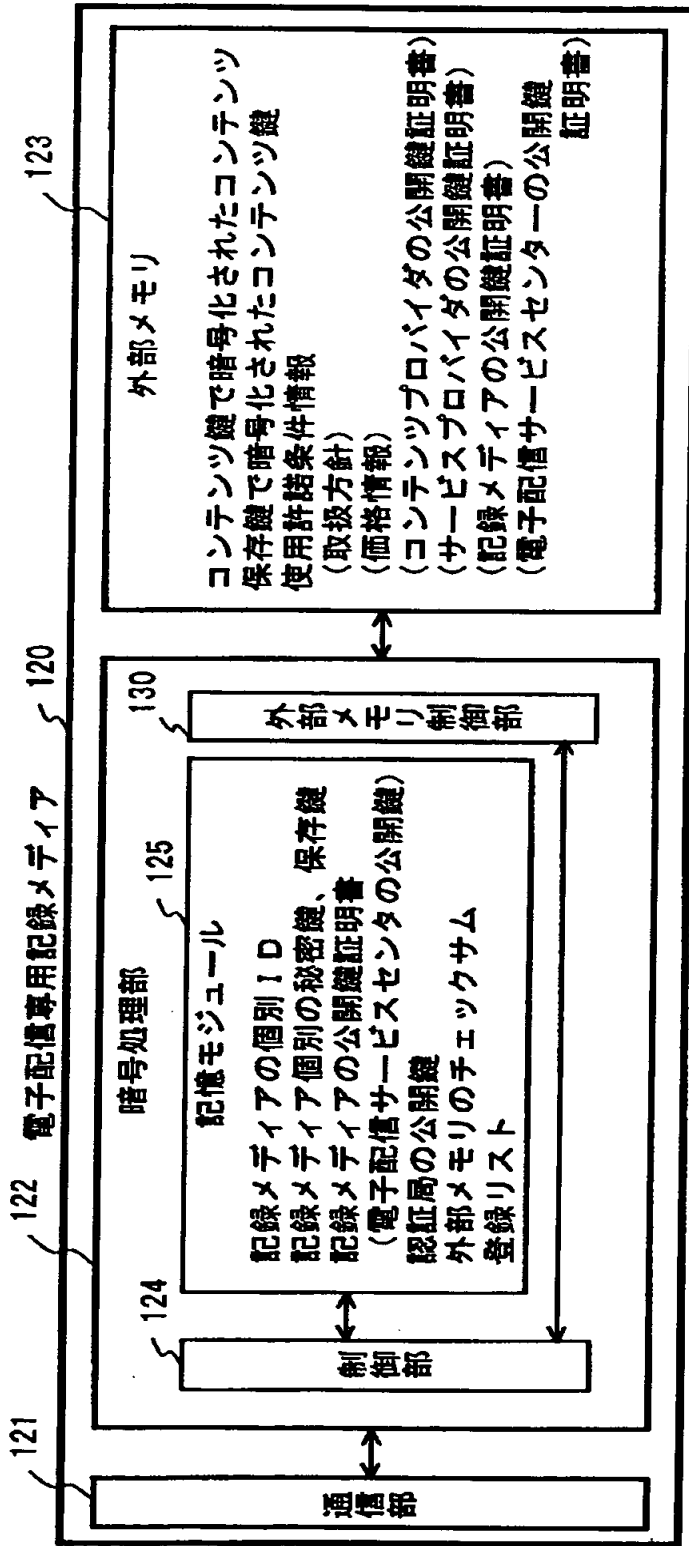 電子配信専用記録メディア
120
121
通信部
122
暗号処理部
124
制御部
125
記憶モジュール
記録メディアの個別ID
記録メディア個別の秘密鍵、保存鍵
記録メディアの公開鍵証明書
(電子配信サービスセンタの公開鍵)
認証局の公開鍵
外部メモリのチェックサム
登録リスト
130
外部メモリ制御部
123
外部メモリ
コンテンツ鍵で暗号化されたコンテンツ
保存鍵で暗号化されたコンテンツ鍵
使用許諾条件情報
(取扱方針)
(価格情報)
(コンテンツプロバイダの公開鍵証明書)
(サービスプロバイダの公開鍵証明書)
(記録メディアの公開鍵証明書)
(電子配信サービスセンターの公開鍵
証明書)